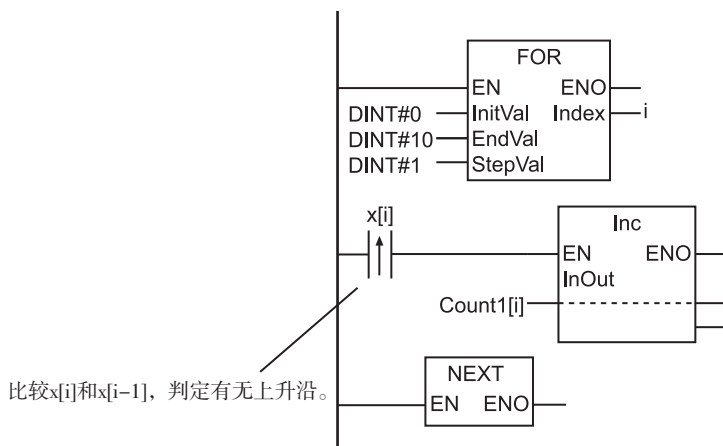 FOR
EN ENO
DINT#0 InitVal Index i
DINT#10 EndVal
DINT#1 StepVal
x[i]
Inc
EN ENO
InOut
Count1[i]
比较x[i]和x[i−1]，判定有无上升沿。
NEXT
EN ENO